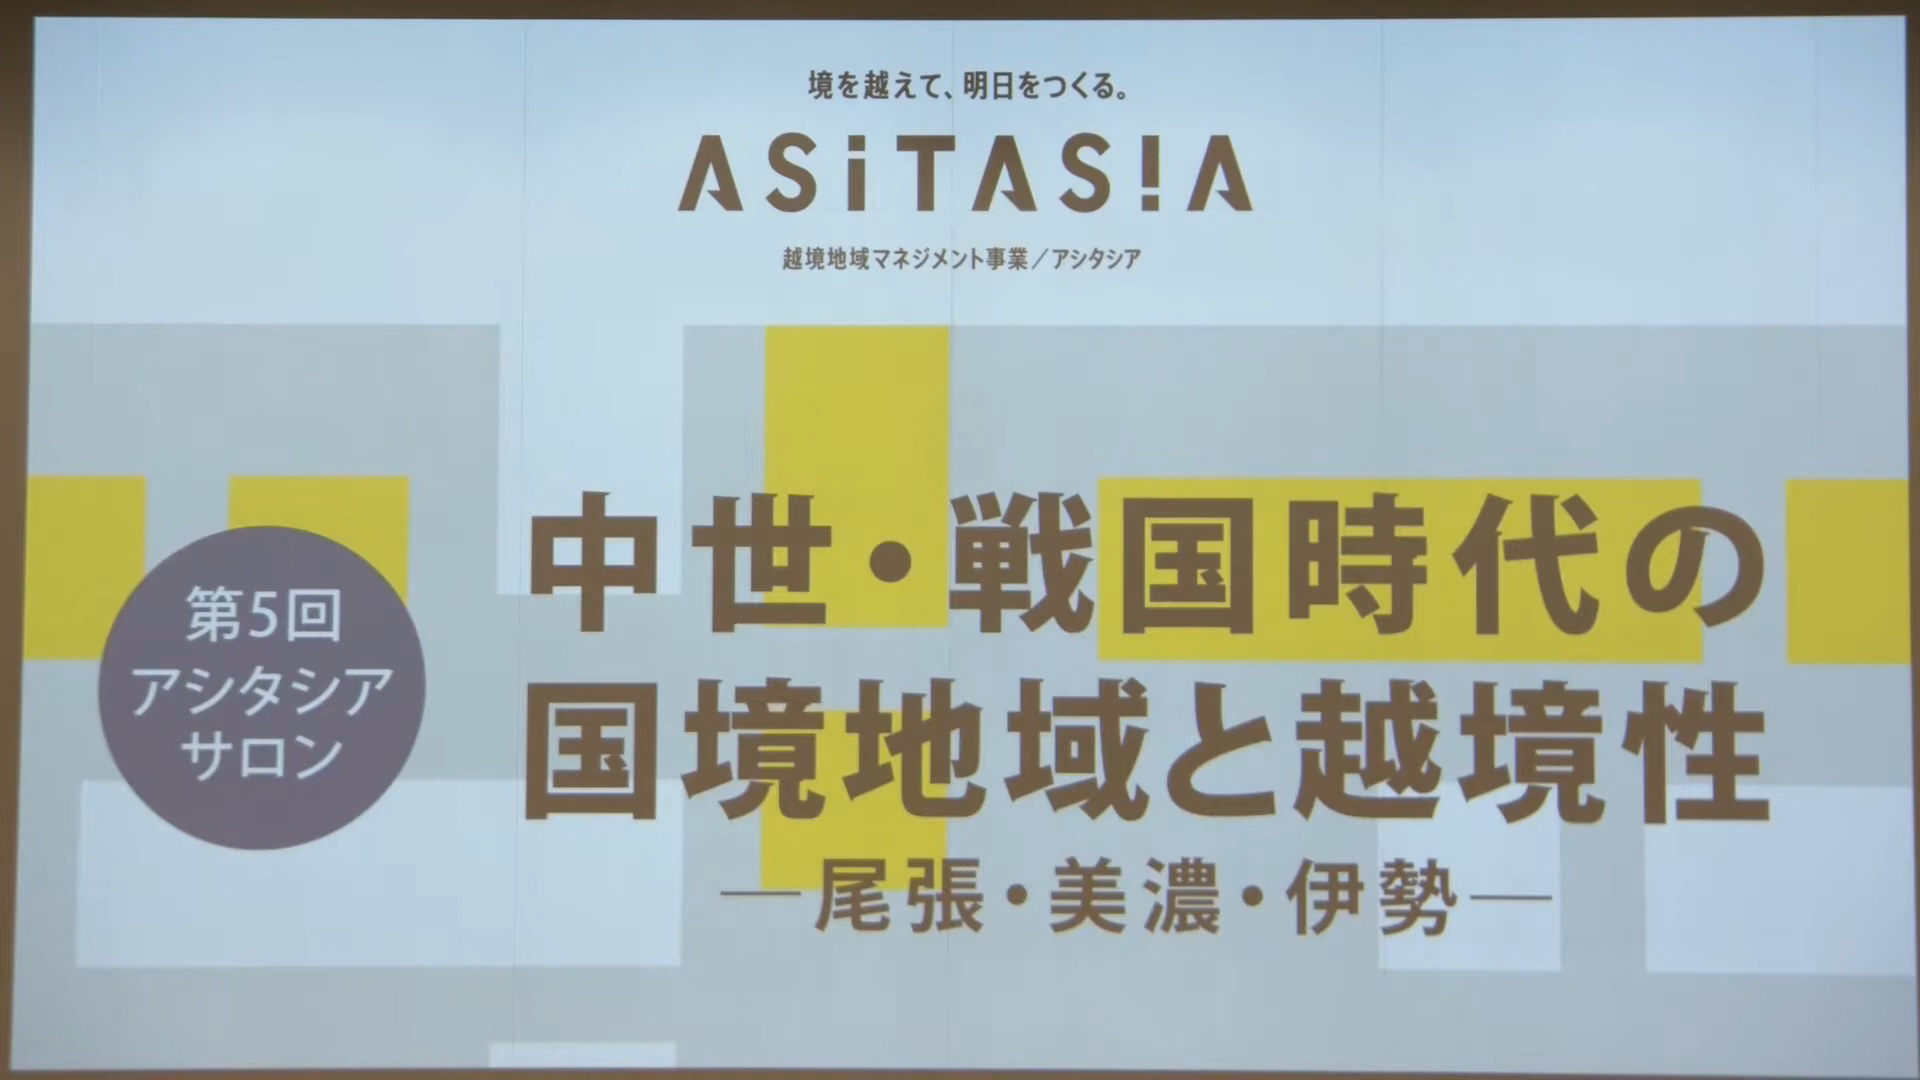 境を越えて、明日をつくる。
ASiTAS!A
越境地域マネジメント事業／アシタシア
第5回
アシタシア
サロン
中世・戦国時代の
国境地域と越境性
―尾張・美濃・伊勢―